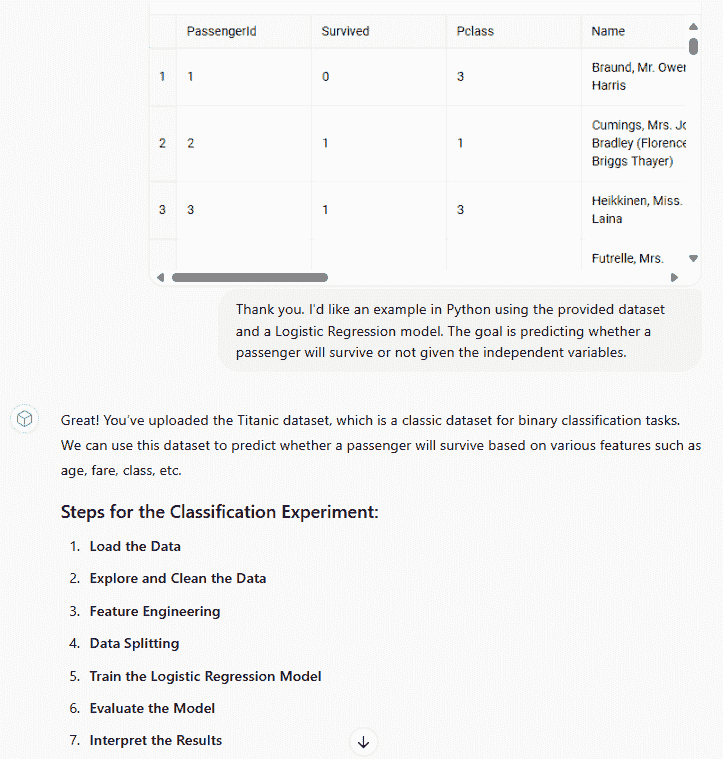 PassengerId Survived Pclass Name
1 1 0 3 Braund, Mr. Owen
Harris
Cumings, Mrs. Jo
2 2 1 1 Bradley (Florence
Briggs Thayer)
3 3 1 3 Heikkinen, Miss.
Laina
Futrelle, Mrs.
Thank you. I'd like an example in Python using the provided dataset
and a Logistic Regression model. The goal is predicting whether a
passenger will survive or not given the independent variables.
Great! You've uploaded the Titanic dataset, which is a classic dataset for binary classification tasks.
We can use this dataset to predict whether a passenger will survive based on various features such as
age, fare, class, etc.
Steps for the Classification Experiment:
1. Load the Data
2. Explore and Clean the Data
3. Feature Engineering
4. Data Splitting
5. Train the Logistic Regression Model
6. Evaluate the Model
7. Interpret the Results